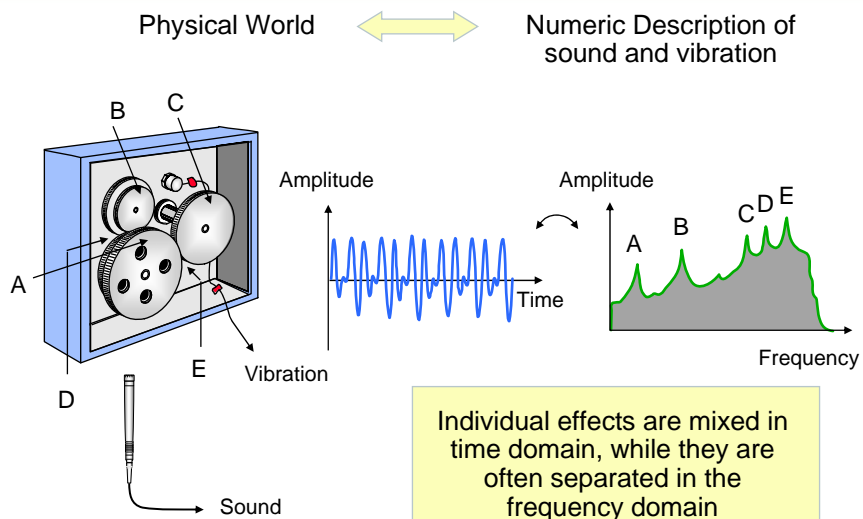 Physical World
Numeric Description of
sound and vibration
B
C
A
D
E
Vibration
Sound
Amplitude
Time
Amplitude
A
B
C
D
E
Frequency
Individual effects are mixed in
time domain, while they are
often separated in the
frequency domain